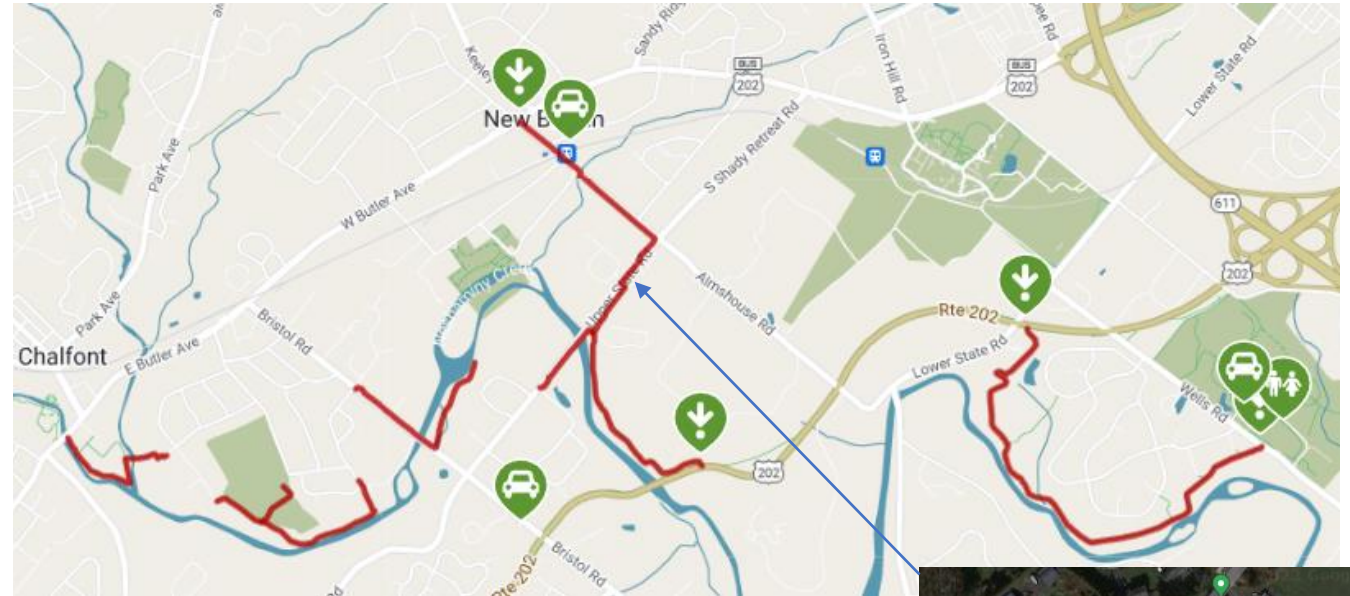 Keeley
Sandy Ridg
Iron Hill Rd
Lower State Rd
BUS
202
BUS
202
New B n
Park Ave
S Shady Retreat Rd
W Butler Ave
611
202
Upper State Rd
Almshouse Rd
Rte 202
Bristol Rd
Park Ave
Chalfont
E Butler Ave
Lower State Rd
Wells Rd
202
Bristol Rd
Rte 202